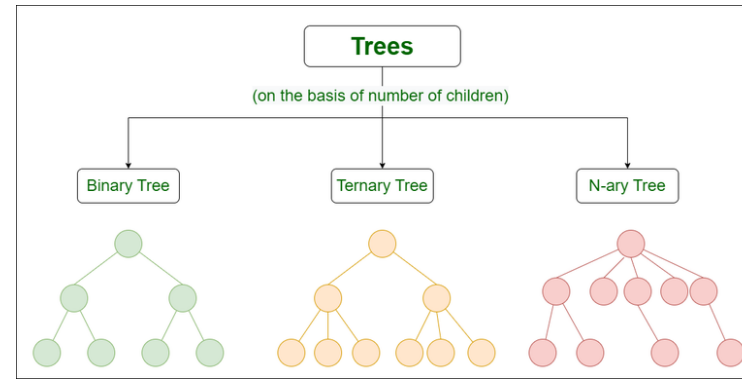 Trees
(on the basis of number of children)
Binary Tree
Ternary Tree
N-ary Tree